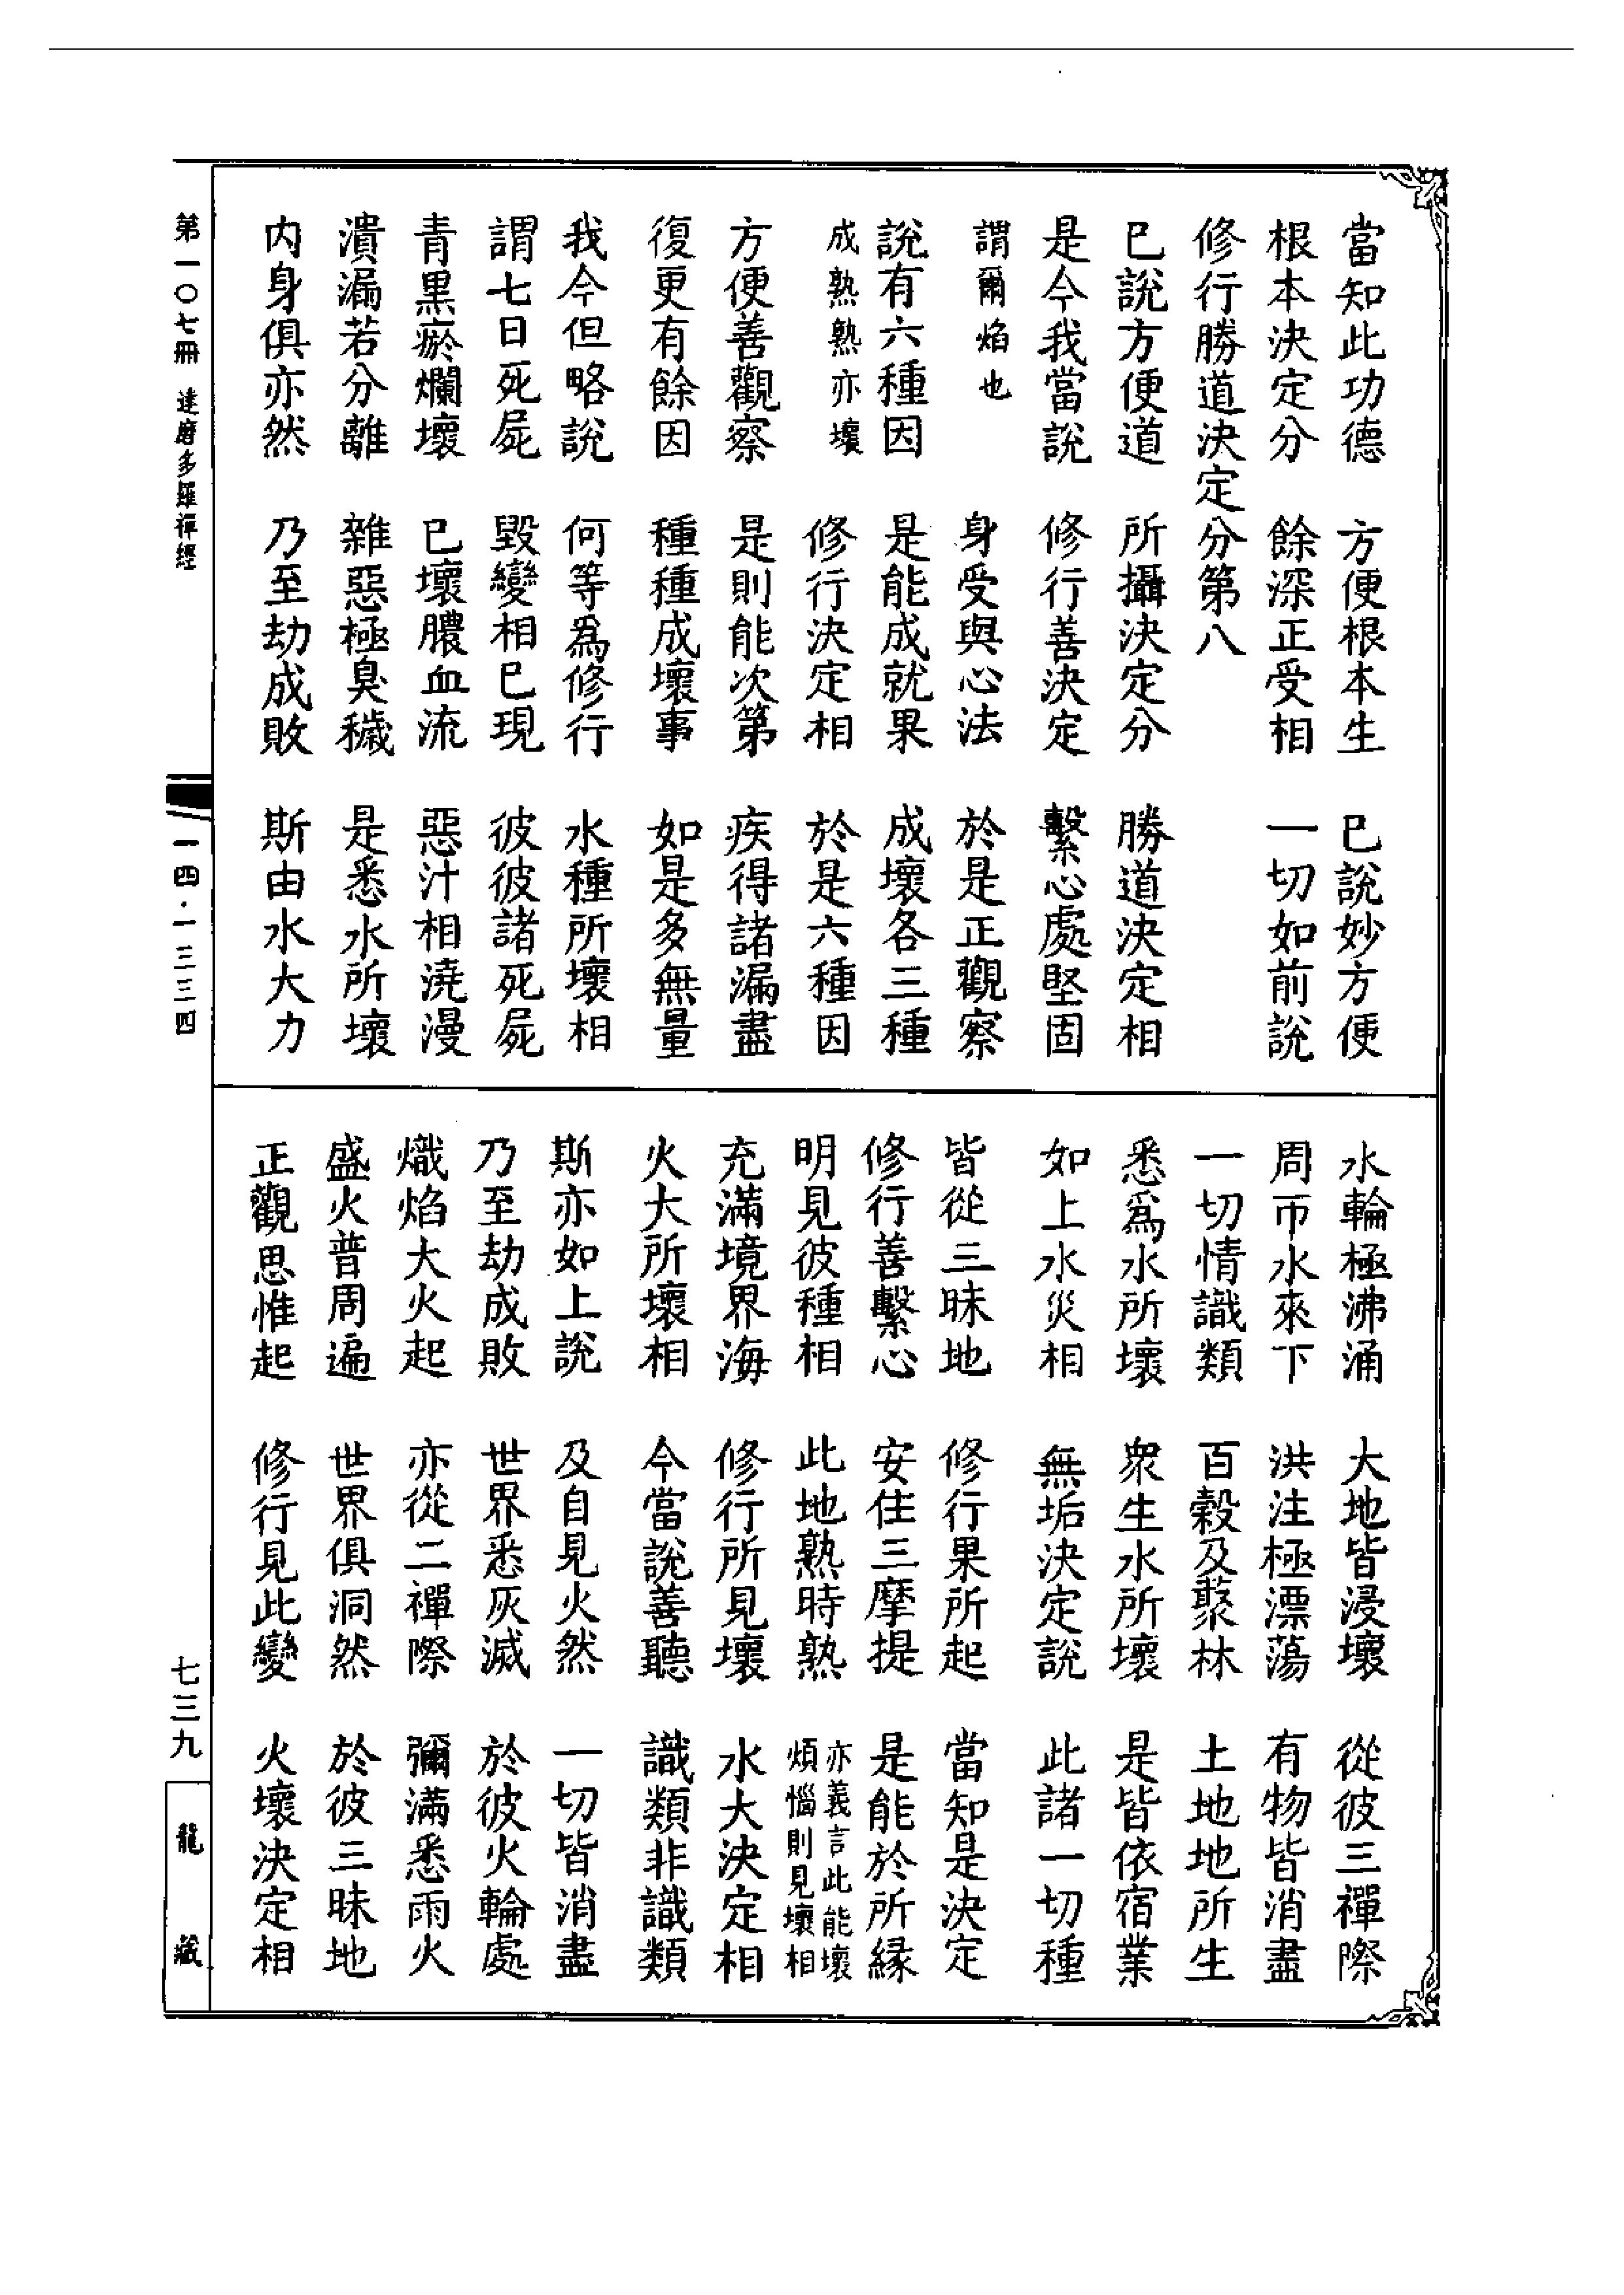 當知此功德　方便根本生　已說妙方便
根本決定分　餘深正受相　一切如前說
修行勝道決定分第八
已說方便道　所攝決定分　勝道決定相
是今我當說　修行善決定　繫心處堅固
謂爾焰也　身受與心法　於是正觀察
說有六種因　是能成就果　成壞各三種
成熟熟亦壞　修行決定相　於是六種因
方便善觀察　是則能次第　疾得諸漏盡
復更有餘因　種種成壞事　如是多無量
我今但略說　何等爲修行　水種所壞相
謂七日死屍　毀變相已現　彼彼諸死屍
青黑瘀爛壞　已壞膿血流　惡汁相澆漫
潰漏若分離　雜惡極臭穢　是悉水所壞
内身俱亦然　乃至劫成敗　斯由水大力
水輪極沸涌　大地皆浸壞　從彼三禪際
周帀水來下　洪注極漂蕩　有物皆消盡
一切情識類　百穀及藂林　土地地所生
悉爲水所壞　衆生水所壞　是皆依宿業
如上水災相　無垢決定說　此諸一切種
皆從三昧地　修行果所起　當知是決定
修行善繫心　安住三摩提　是能於所緣
明見彼種相　此地熟時熟　亦義言此能壞煩惱則見壞相
充滿境界海　修行所見壞　水大決定相
火大所壞相　今當說善聽　識類非識類
斯亦如上說　及自見火然　一切皆消盡
乃至劫成敗　世界悉灰滅　於彼火輪處
熾焰大火起　亦從二禪際　彌滿悉雨火
盛火普周遍　世界俱洞然　於彼三昧地
正觀思惟起　修行見此變　火壞決定相
第一〇七冊　達磨多羅禪經
一四·一三三四
七三九
龍藏